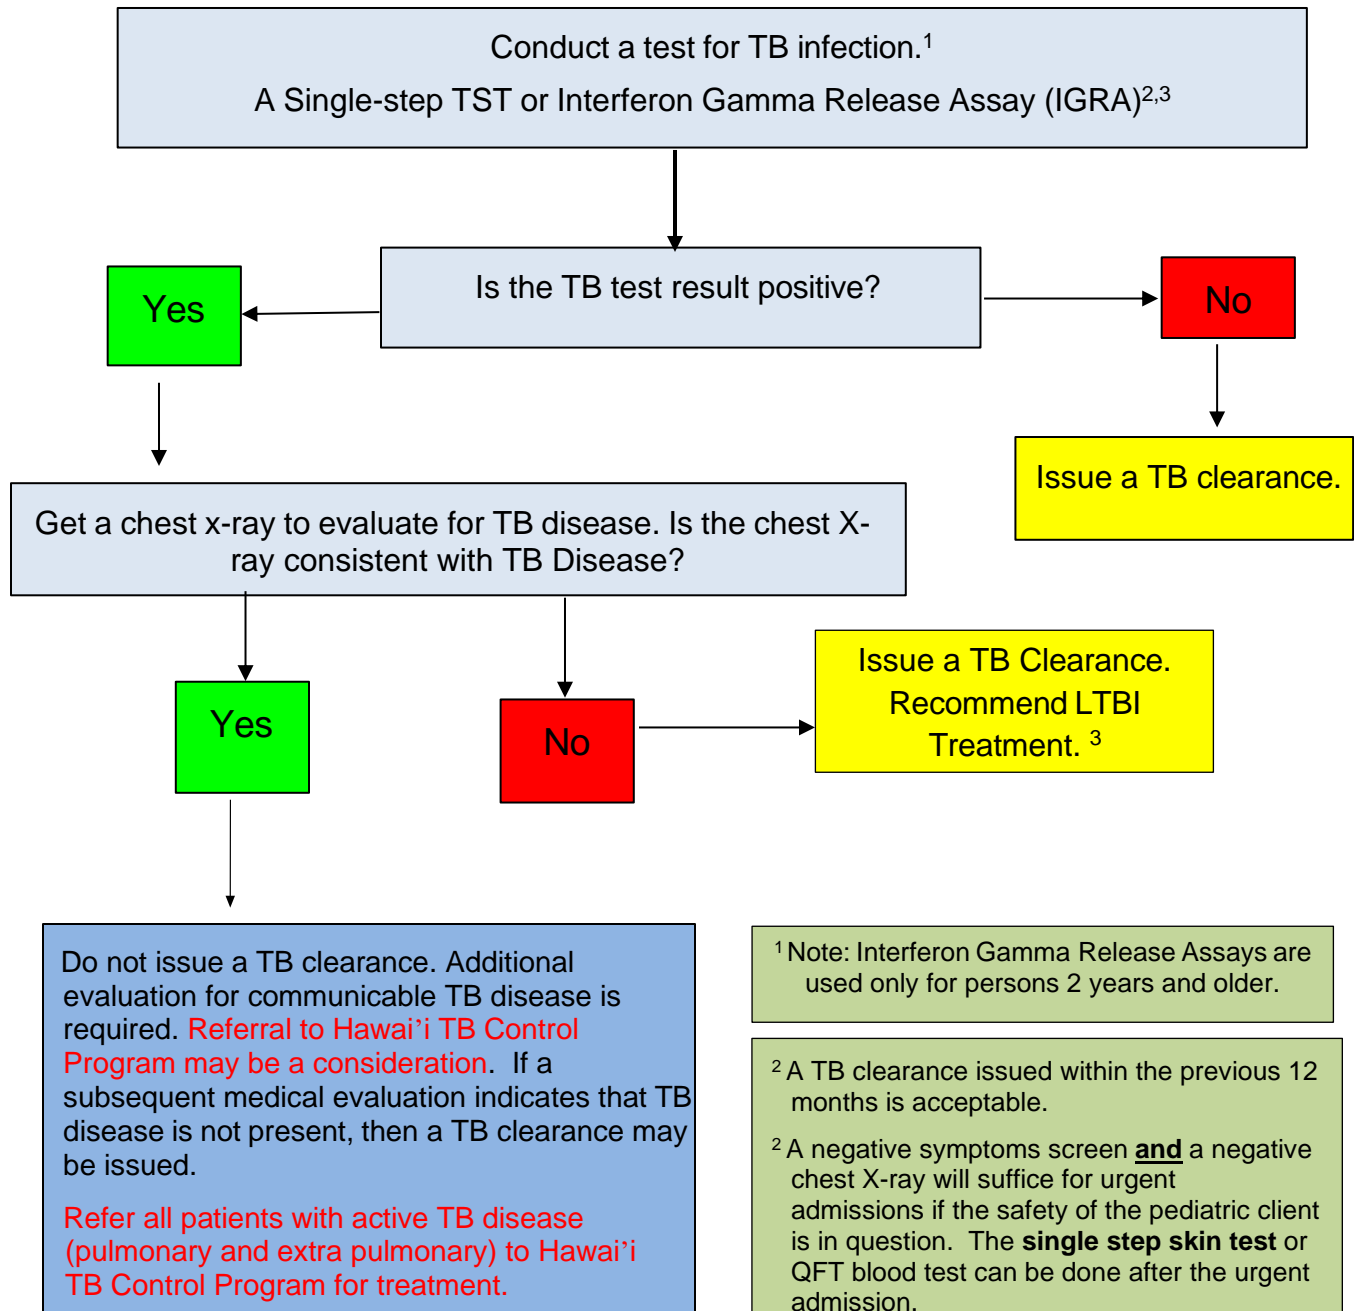 Conduct a test for TB infection.¹
A Single-step TST or Interferon Gamma Release Assay (IGRA)²,³
Is the TB test result positive?
Yes
No
Issue a TB clearance.
Get a chest x-ray to evaluate for TB disease. Is the chest X-
ray consistent with TB Disease?
Yes
No
Issue a TB Clearance.
Recommend LTBI
Treatment. ³
Do not issue a TB clearance. Additional
evaluation for communicable TB disease is
required. Referral to Hawai’i TB Control
Program may be a consideration. If a
subsequent medical evaluation indicates that TB
disease is not present, then a TB clearance may
be issued.
Refer all patients with active TB disease
(pulmonary and extra pulmonary) to Hawai’i
TB Control Program for treatment.
¹ Note: Interferon Gamma Release Assays are
used only for persons 2 years and older.
² A TB clearance issued within the previous 12
months is acceptable.
² A negative symptoms screen and a negative
chest X-ray will suffice for urgent
admissions if the safety of the pediatric client
is in question. The single step skin test or
QFT blood test can be done after the urgent
admission.